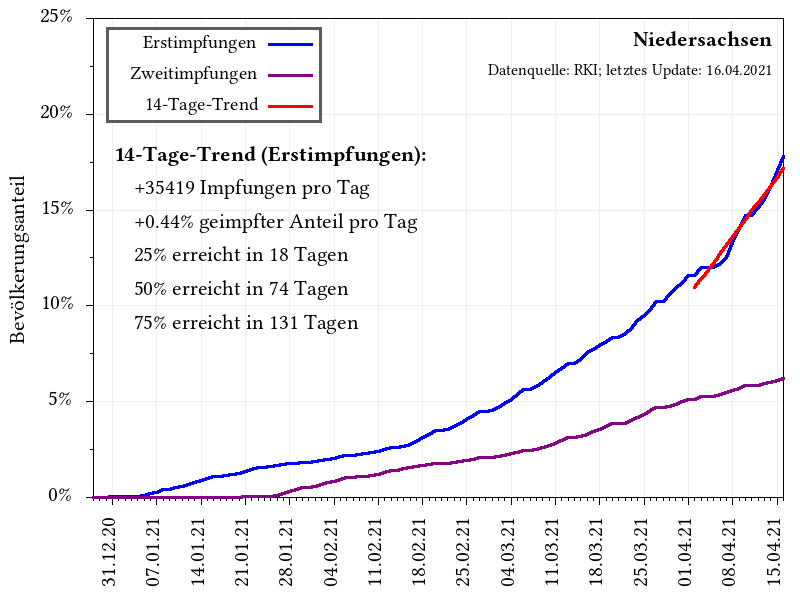 25%
20%
15%
10%
5%
0%
Bevölkerungsanteil
Erstimpfungen
Zweitimpfungen
14-Tage-Trend
Niedersachsen
Datenquelle: RKI; letztes Update: 16.04.2021
14-Tage-Trend (Erstimpfungen):
+35419 Impfungen pro Tag
+0.44% geimpfter Anteil pro Tag
25% erreicht in 18 Tagen
50% erreicht in 74 Tagen
75% erreicht in 131 Tagen
31.12.20
07.01.21
14.01.21
21.01.21
28.01.21
04.02.21
11.02.21
18.02.21
25.02.21
04.03.21
11.03.21
18.03.21
25.03.21
01.04.21
08.04.21
15.04.21